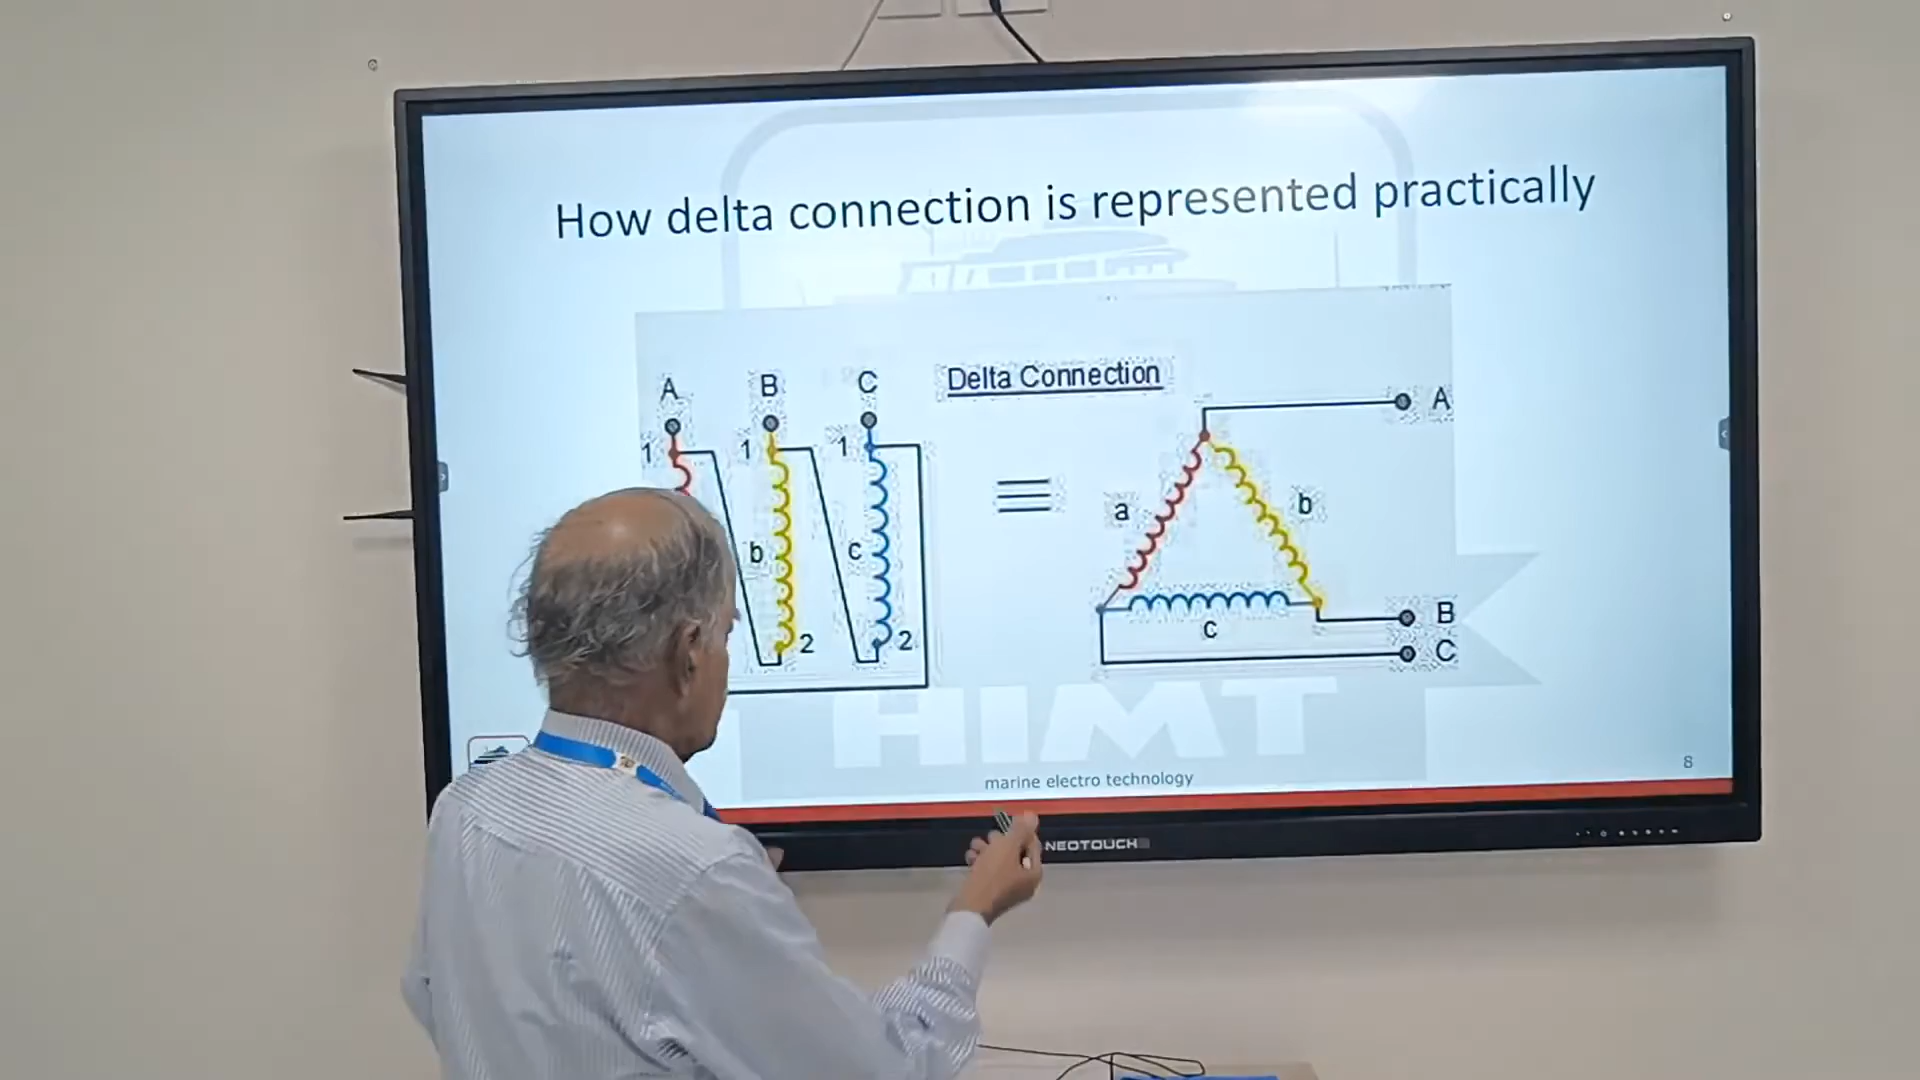 How delta connection is represented practically
A B C Delta Connection
A
1 1 1
a b
b c
B
2 2
c
C
HIMT
marine electro technology
8
NEOTOUCH